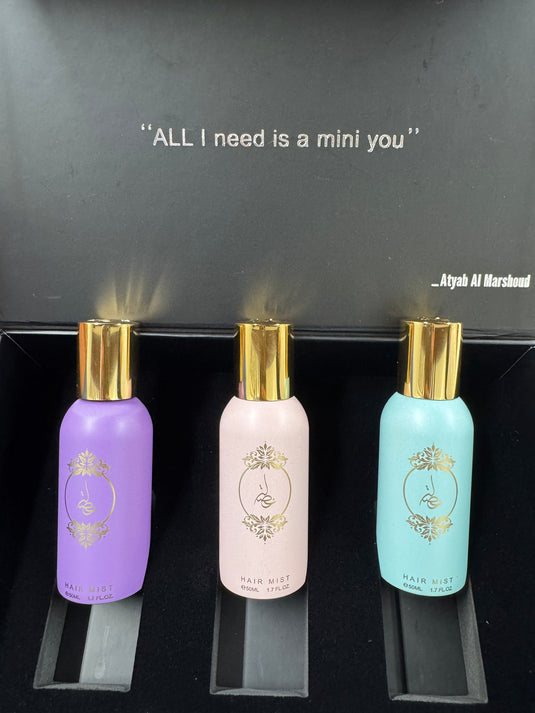 “ALL I need is a mini you”
_Atyab Al Marshoud
HAIR MIST
℮50ML 1.7 FL.OZ
HAIR MIST
℮50ML 1.7 FL.OZ
HAIR MIST
℮50ML 1.7 FL.OZ